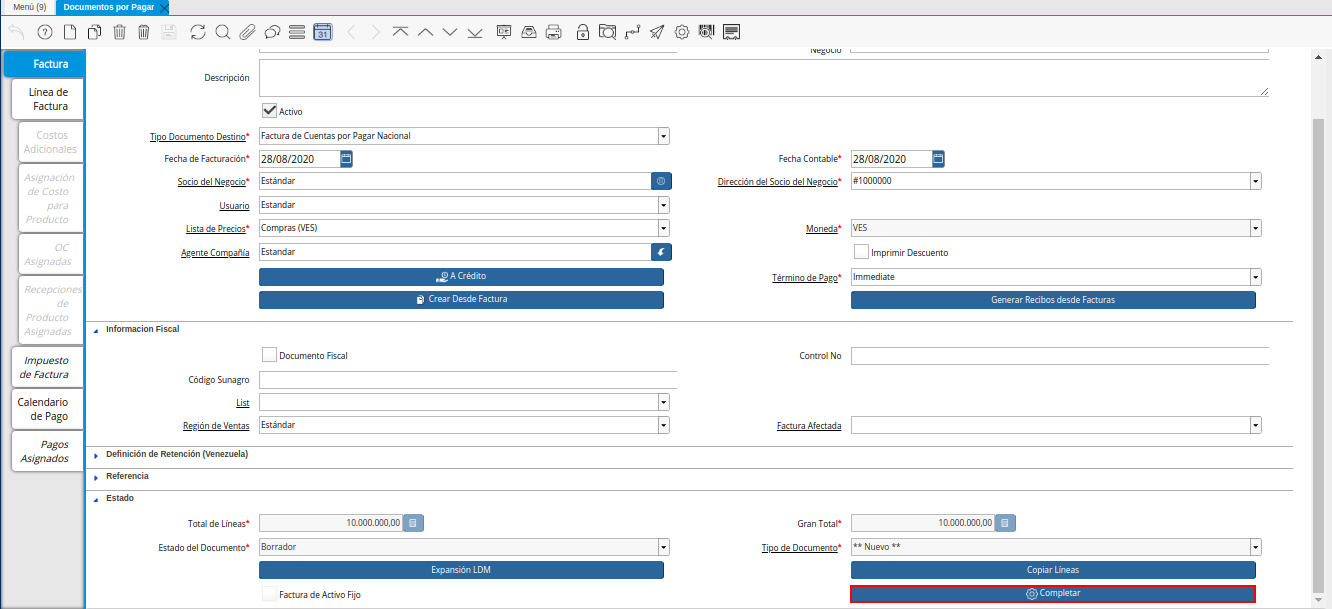 Menú (9)
Documentos por Pagar
31
Factura
Línea de
Factura
Costos
Adicionales
Asignación
de Costo
para
Producto
OC
Asignadas
Recepciones
de
Producto
Asignadas
Impuesto
de Factura
Calendario
de Pago
Pagos
Asignados
Negocio
Descripción
Activo
Tipo Documento Destino* Factura de Cuentas por Pagar Nacional
Fecha de Facturación* 28/08/2020 Fecha Contable* 28/08/2020
Socio del Negocio* Estándar Dirección del Socio del Negocio* #1000000
Usuario Estandar
Lista de Precios* Compras (VES) Moneda* VES
Agente Compañía Estandar Imprimir Descuento
A Crédito Término de Pago* Immediate
Crear Desde Factura Generar Recibos desde Facturas
Informacion Fiscal
Documento Fiscal Control No
Código Sunagro
List
Región de Ventas Estándar Factura Afectada
Definición de Retención (Venezuela)
Referencia
Estado
Total de Líneas* 10.000.000,00 Gran Total* 10.000.000,00
Estado del Documento* Borrador Tipo de Documento* ** Nuevo **
Expansión LDM Copiar Líneas
Factura de Activo Fijo Completar